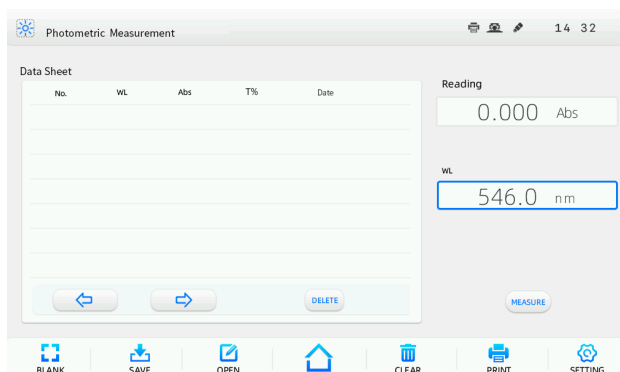 Photometric Measurement
14 32
Data Sheet
No. WL Abs T% Date
Reading
0.000 Abs
WL
546.0 nm
DELETE
MEASURE
BLANK SAVE OPEN CLEAR PRINT SETTING